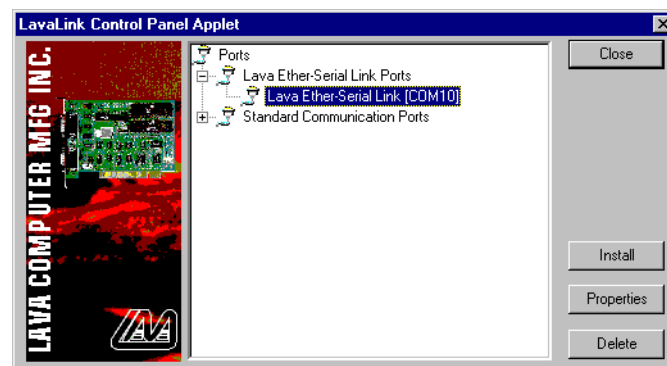 LavaLink Control Panel Applet
LAVA COMPUTER MFG INC.
Ports
Lava Ether-Serial Link Ports
Lava Ether-Serial Link [COM10]
Standard Communication Ports
Close
Install
Properties
Delete